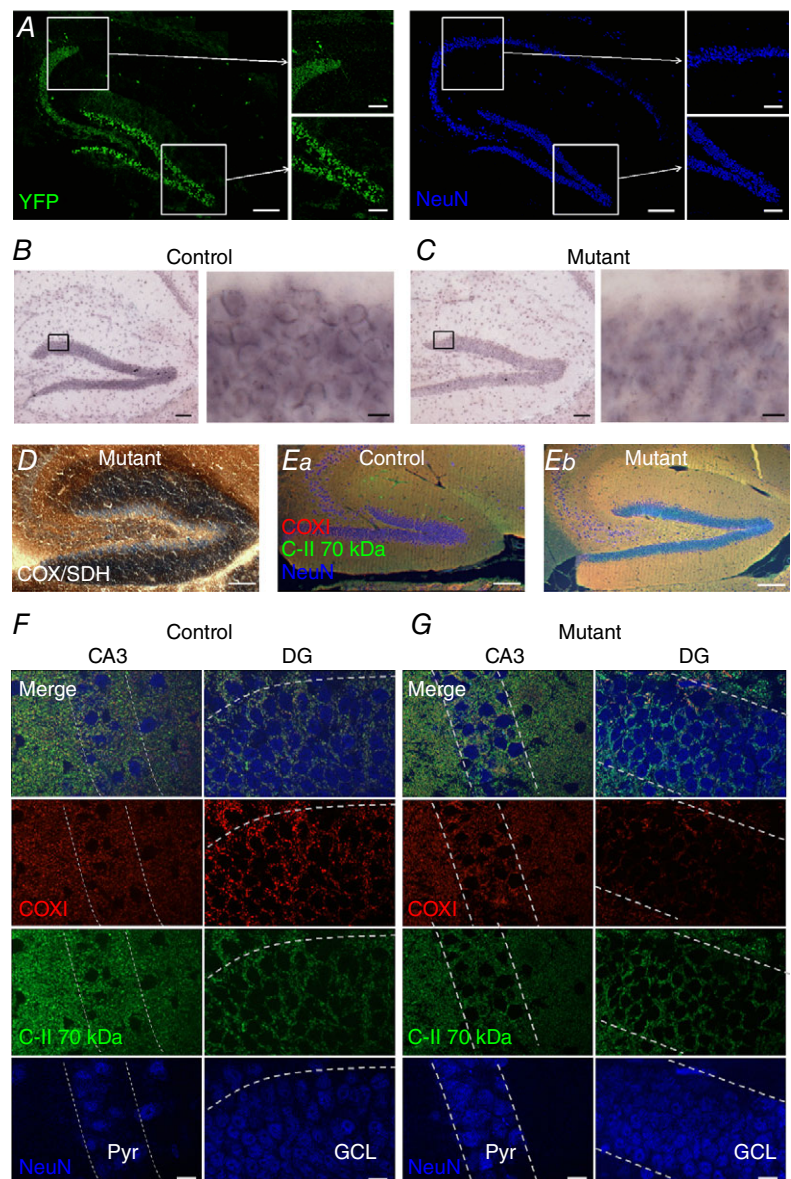 A
YFP
NeuN
B
Control
C
Mutant
D
Mutant
COX/SDH
Ea
Control
COXI
C-II 70 kDa
NeuN
Eb
Mutant
F
Control
CA3
DG
G
Mutant
CA3
DG
Merge
Merge
COXI
COXI
C-II 70 kDa
C-II 70 kDa
NeuN
Pyr
GCL
NeuN
Pyr
GCL